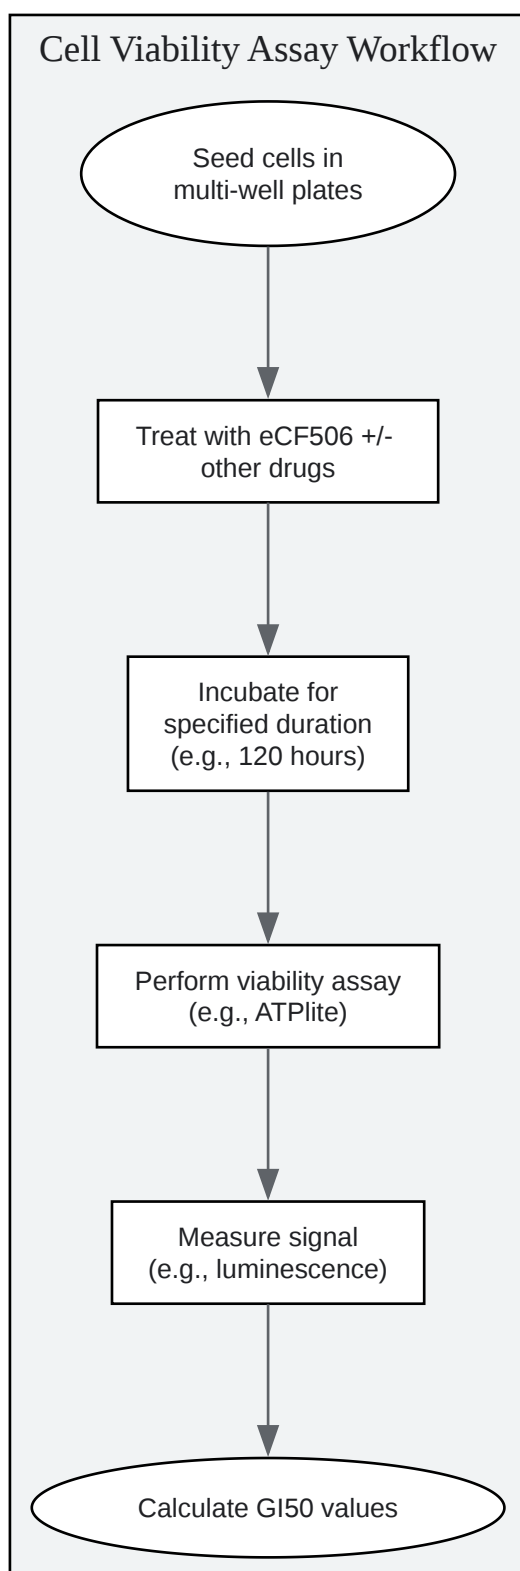 Cell Viability Assay Workflow
Seed cells in
multi-well plates
Treat with eCF506 +/-
other drugs
Incubate for
specified duration
(e.g., 120 hours)
Perform viability assay
(e.g., ATPlite)
Measure signal
(e.g., luminescence)
Calculate GI50 values